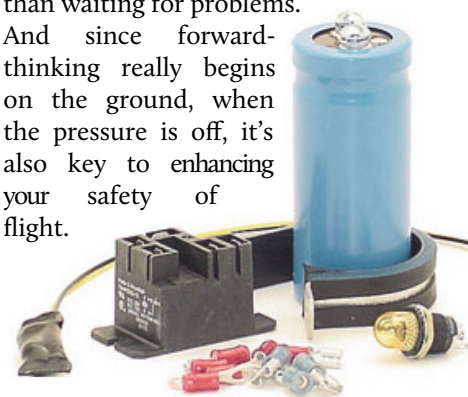 than waiting for problems.
And since forward-
thinking really begins
on the ground, when
the pressure is off, it's
also key to enhancing
your safety of
flight.